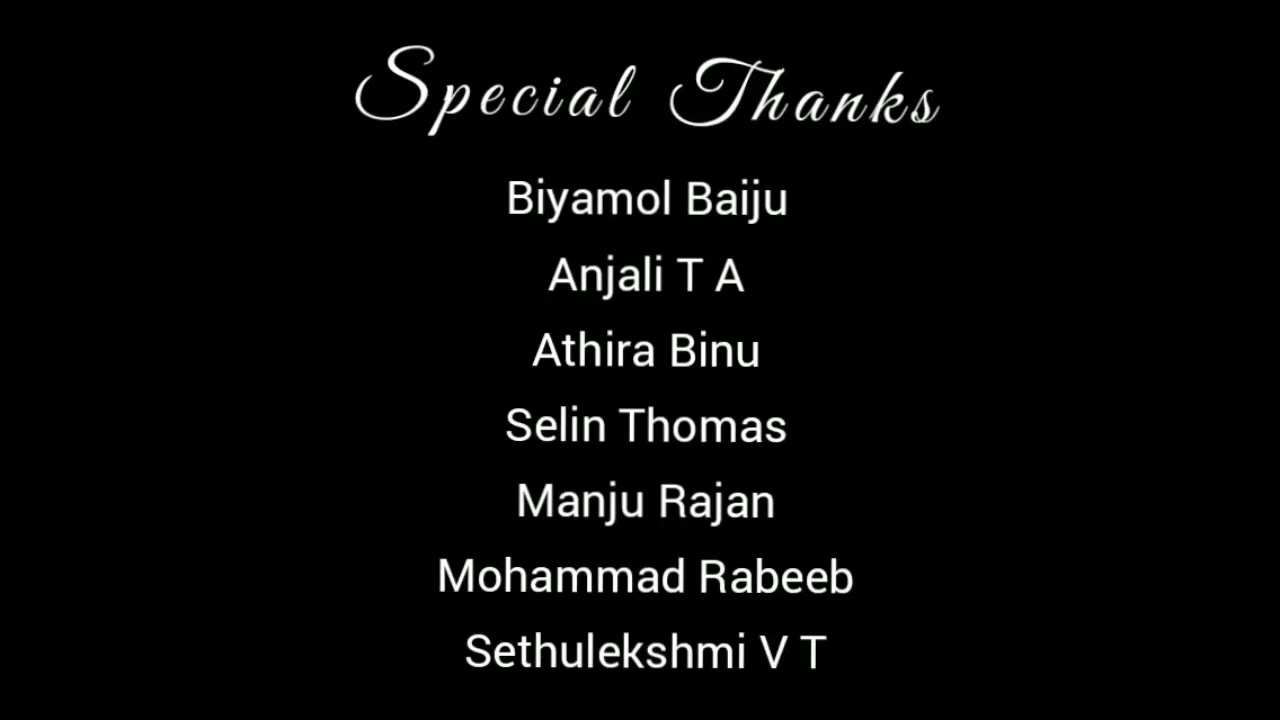 Special Thanks
Biyamol Baiju
Anjali T A
Athira Binu
Selin Thomas
Manju Rajan
Mohammad Rabeeb
Sethulekshmi V T